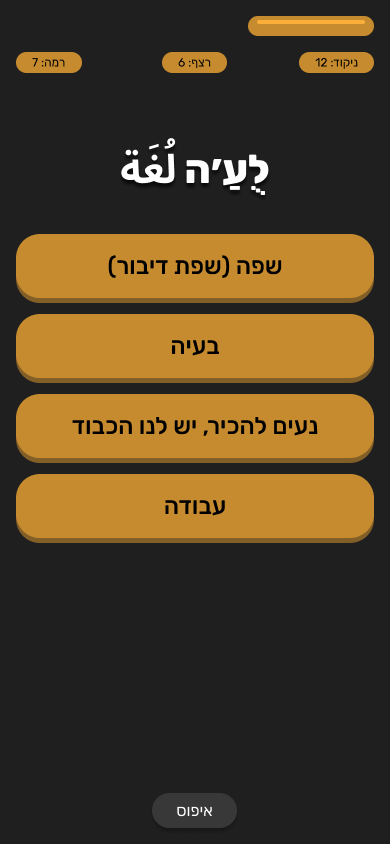 ניקוד: 12
רצף: 6
רמה: 7
לֻעַ׳ה لُغَة
שפה (שפת דיבור)
בעיה
נעים להכיר, יש לנו הכבוד
עבודה
איפוס